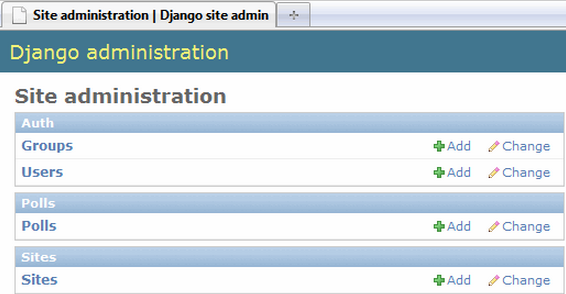 Site administration | Django site admin
Django administration
Site administration
Auth
Groups Add Change
Users Add Change
Polls
Polls Add Change
Sites
Sites Add Change